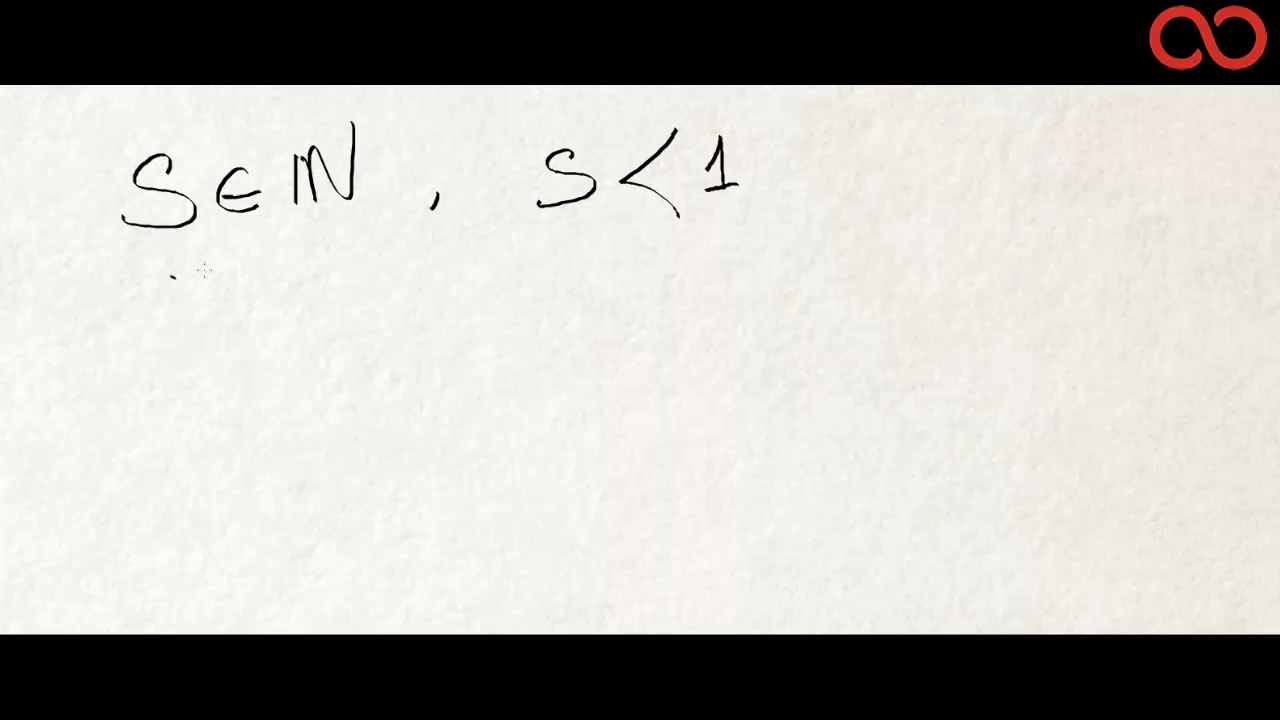 S ∈ ℕ , S < 1